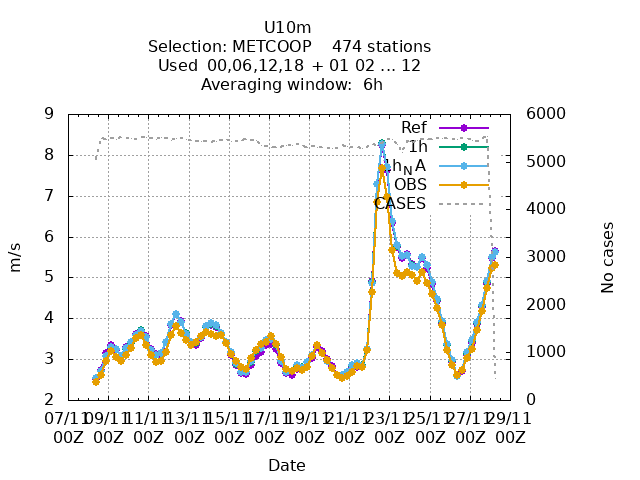 U10m
Selection: METCOOP 474 stations
Used 00,06,12,18 + 01 02 ... 12
Averaging window: 6h
9 6000
Ref
1h
8 5000
h_N A
OBS
7 CASES 4000
6
m/s No cases
3000
5
2000
4
3 1000
2 0
07/11 09/11 11/11 13/11 15/11 17/11 19/11 21/11 23/11 25/11 27/11 29/11
00Z 00Z 00Z 00Z 00Z 00Z 00Z 00Z 00Z 00Z 00Z 00Z
Date